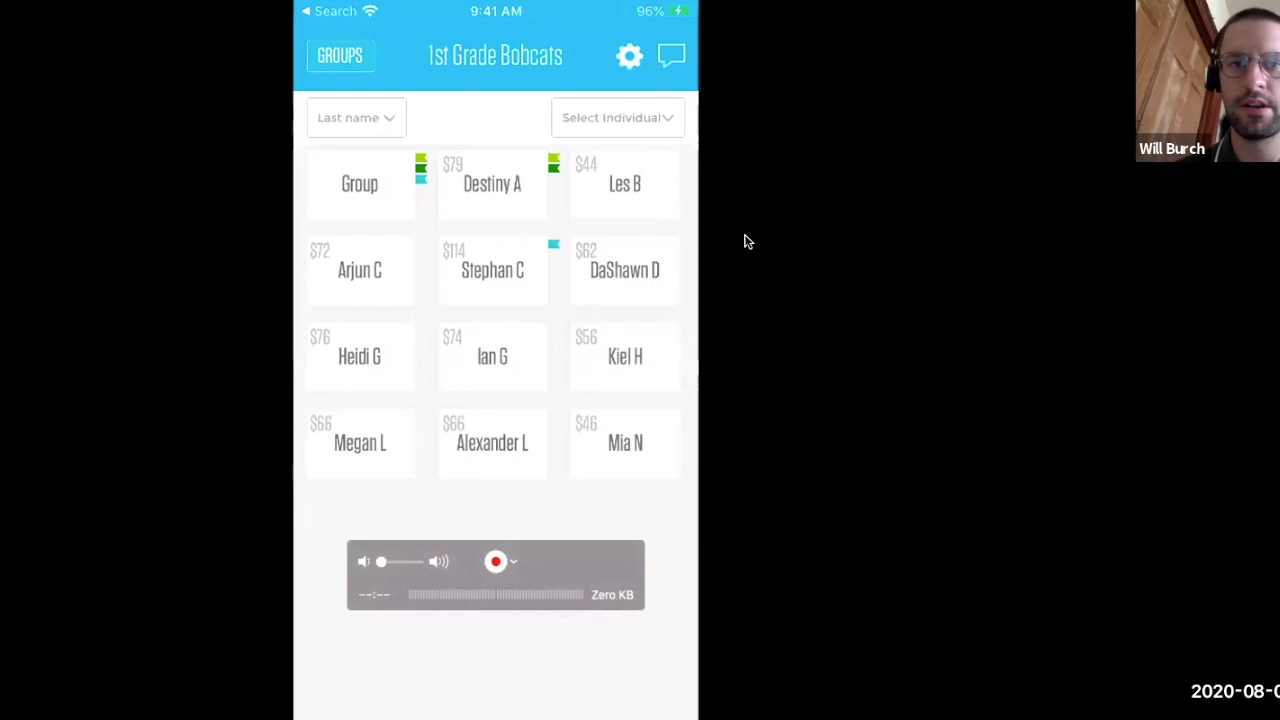 Search
9:41 AM
96%
GROUPS
1st Grade Bobcats
Last name
Select Individual
Group
$79
Destiny A
$44
Les B
$72
Arjun C
$114
Stephan C
$62
DaShawn D
$76
Heidi G
$74
Ian G
$56
Kiel H
$66
Megan L
$66
Alexander L
$46
Mia N
--:--
Zero KB
Will Burch
2020-08-0